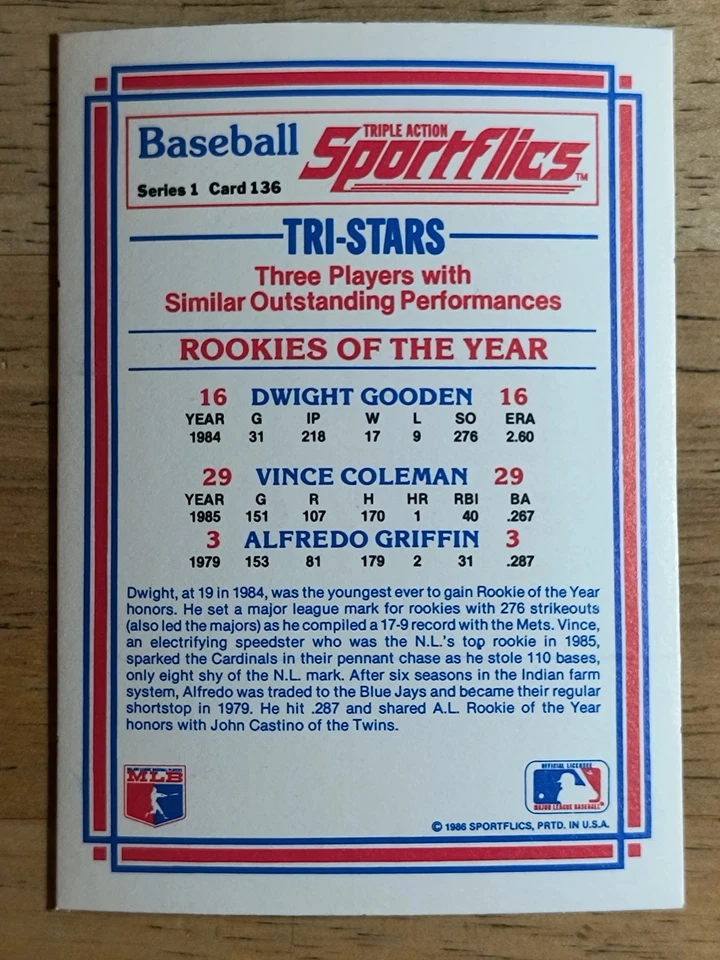 Baseball
TRIPLE ACTION
Sportflics™
Series 1 Card 136
TRI-STARS
Three Players with
Similar Outstanding Performances
ROOKIES OF THE YEAR
16 DWIGHT GOODEN 16
YEAR G IP W L SO ERA
1984 31 218 17 9 276 2.60
29 VINCE COLEMAN 29
YEAR G R H HR RBI BA
1985 151 107 170 1 40 .267
3 ALFREDO GRIFFIN 3
1979 153 81 179 2 31 .287
Dwight, at 19 in 1984, was the youngest ever to gain Rookie of the Year
honors. He set a major league mark for rookies with 276 strikeouts
(also led the majors) as he compiled a 17-9 record with the Mets. Vince,
an electrifying speedster who was the N.L.'s top rookie in 1985,
sparked the Cardinals in their pennant chase as he stole 110 bases,
only eight shy of the N.L. mark. After six seasons in the Indian farm
system, Alfredo was traded to the Blue Jays and became their regular
shortstop in 1979. He hit .287 and shared A.L. Rookie of the Year
honors with John Castino of the Twins.
MLB
OFFICIAL LICENSEE
MAJOR LEAGUE BASEBALL
© 1986 SPORTFLICS, PRTD. IN U.S.A.